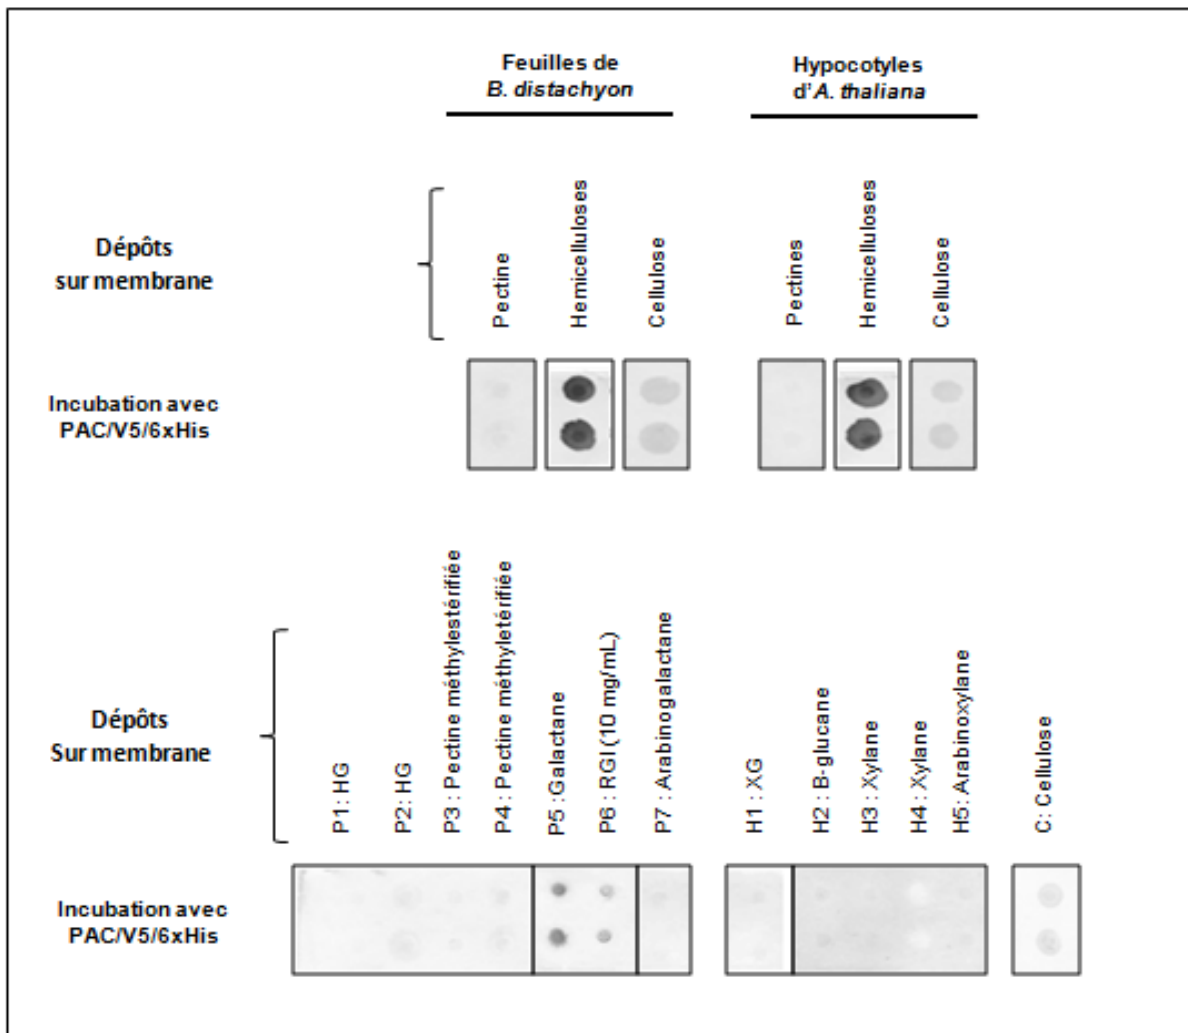 Feuilles de
B. distachyon
Hypocotyles
d'A. thaliana
Dépôts
sur membrane
Pectine
Hemicelluloses
Cellulose
Pectines
Hemicelluloses
Cellulose
Incubation avec
PAC/V5/6xHis
Dépôts
Sur membrane
P1: HG
P2: HG
P3 : Pectine méthylestérifiée
P4 : Pectine méthyletérifiée
P5 :Galactane
P6 : RGI (10 mg/mL)
P7 : Arabinogalactane
H1 : XG
H2 : B-glucane
H3 : Xylane
H4 : Xylane
H5: Arabinoxylane
C: Cellulose
Incubation avec
PAC/V5/6xHis